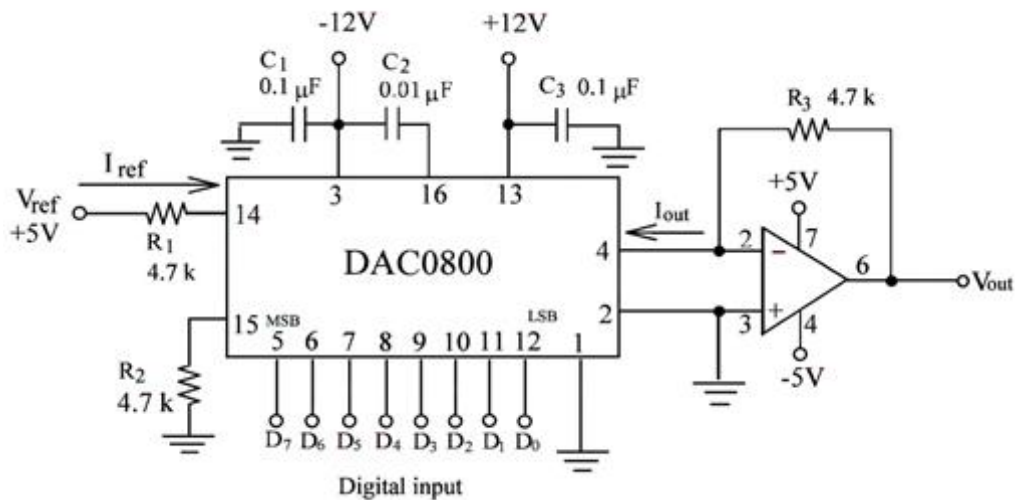 -12V
+12V
C1
0.1 µF
C2
0.01 µF
C3 0.1 µF
R3 4.7 k
I ref
Vref
+5V
R1
4.7 k
14
3
16
13
DAC0800
4
Iout
2
7
+5V
6
Vout
−
+
2
3
4
-5V
15
MSB
LSB
5
6
7
8
9
10
11
12
1
R2
4.7 k
D7
D6
D5
D4
D3
D2
D1
D0
Digital input